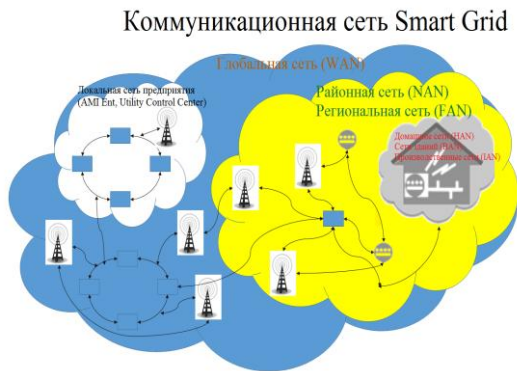 Коммуникационная сеть Smart Grid
Глобальная сеть (WAN)
Локальная сеть предприятия
(AMI Ent, Utility Control Center)
Районная сеть (NAN)
Региональная сеть (FAN)
Домашние сети (HAN)
Сети зданий (BAN)
Производственные сети (IAN)